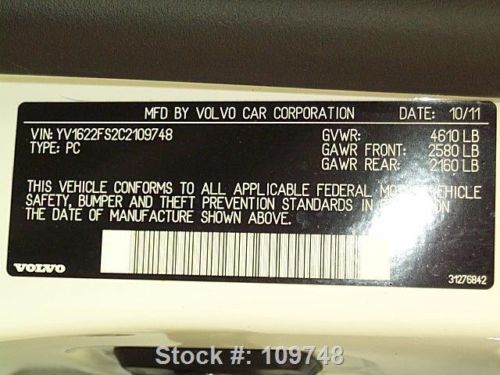 MFD BY VOLVO CAR CORPORATION DATE: 10/11
VIN: YV1622FS2C2109748 GVWR: 4610 LB
TYPE: PC GAWR FRONT: 2580 LB
GAWR REAR: 2160 LB
THIS VEHICLE CONFORMS TO ALL APPLICABLE FEDERAL MOTOR VEHICLE
SAFETY, BUMPER AND THEFT PREVENTION STANDARDS IN EFFECT ON
THE DATE OF MANUFACTURE SHOWN ABOVE.
VOLVO 31276842
Stock #: 109748